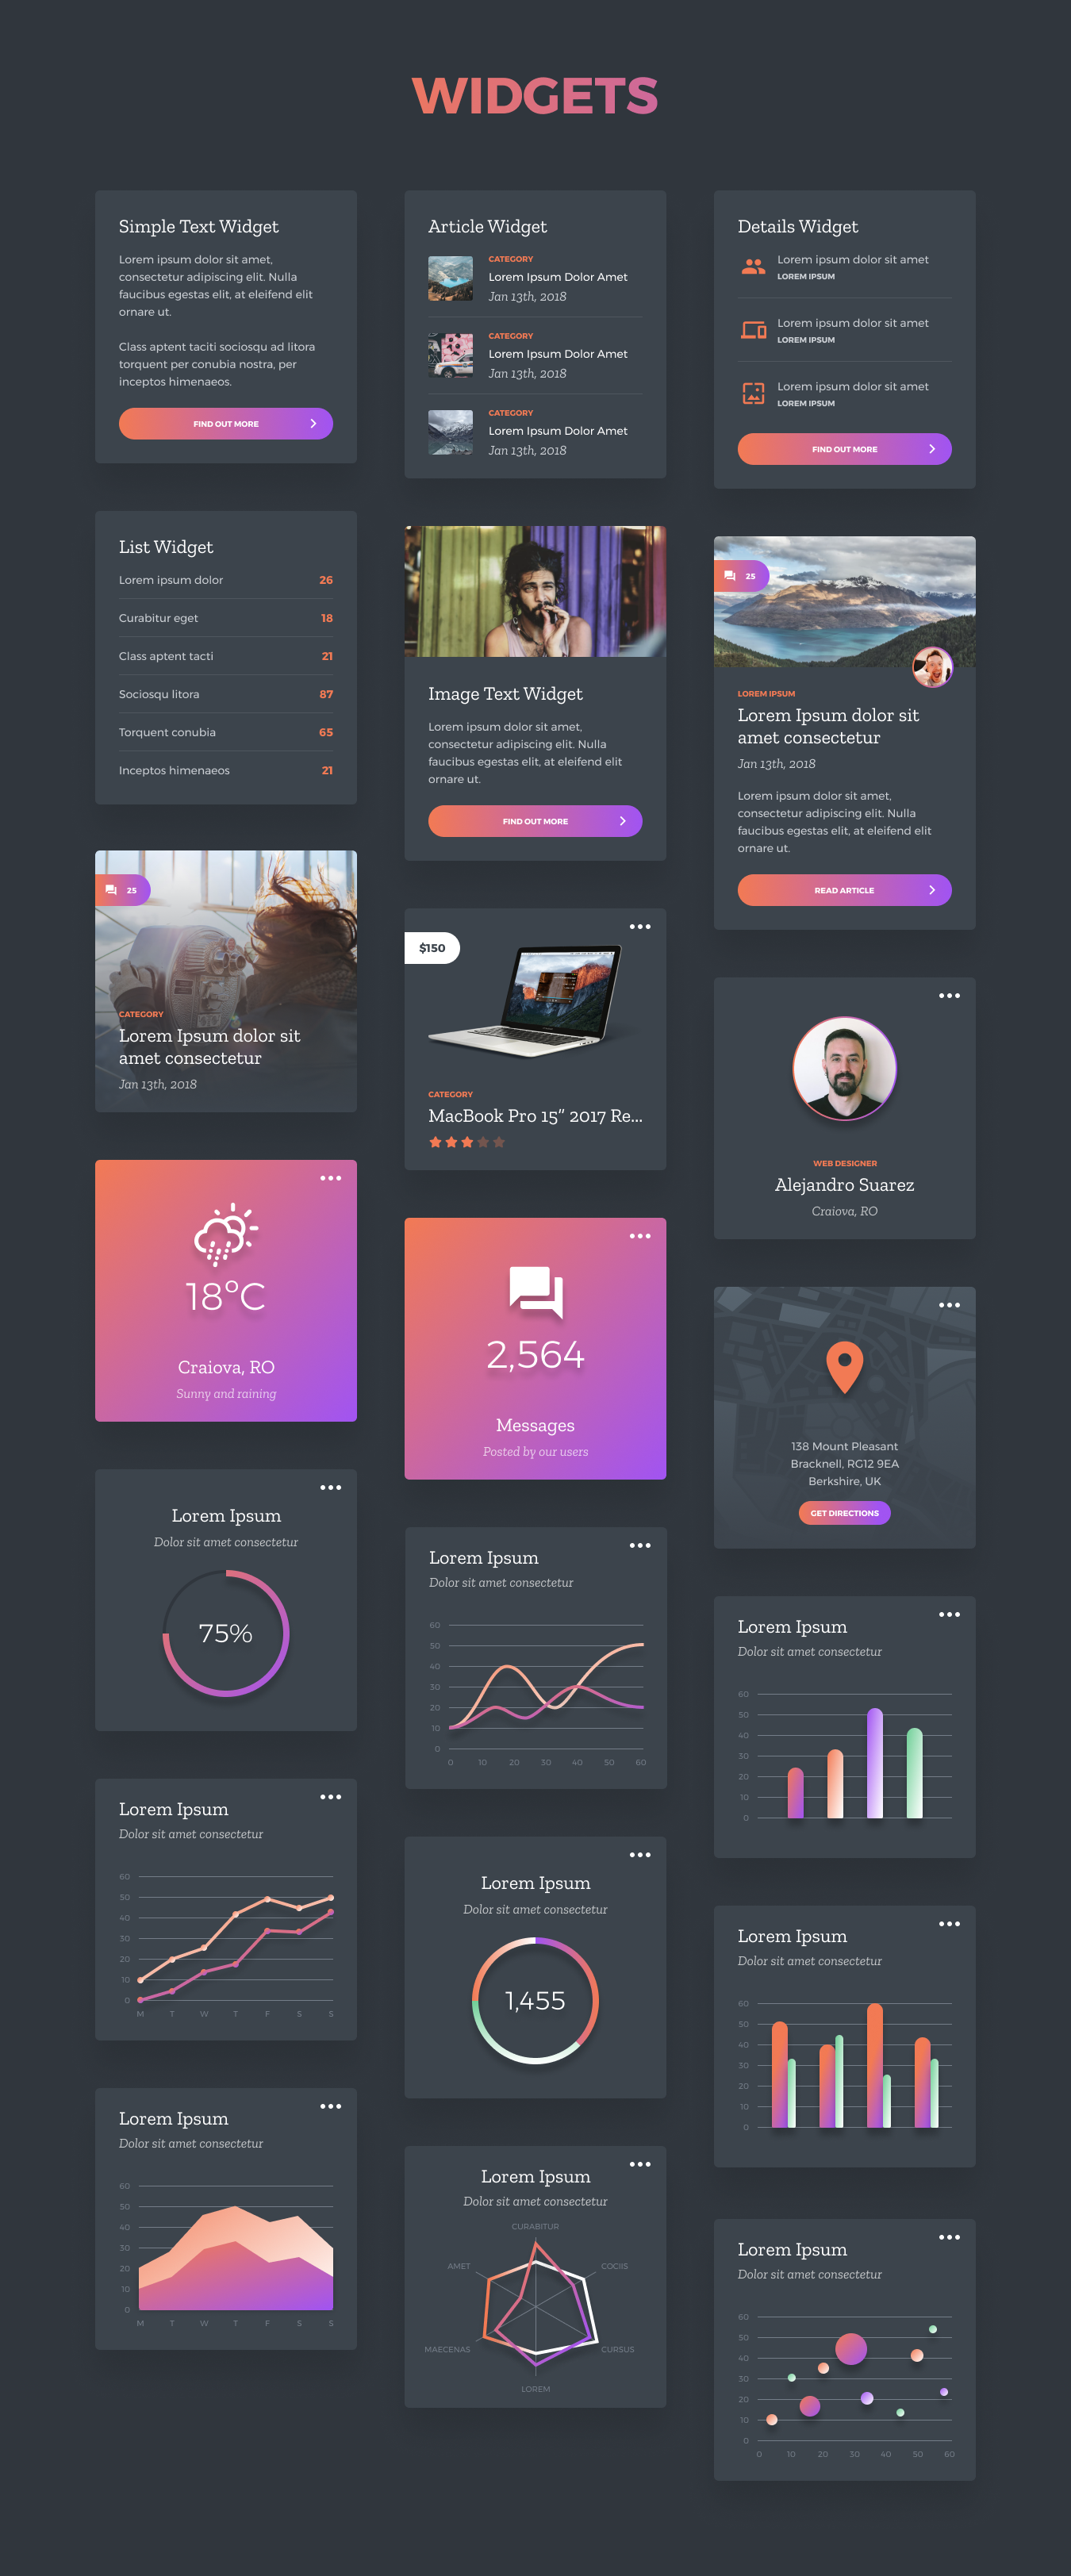 WIDGETS
Simple Text Widget
Lorem ipsum dolor sit amet,
consectetur adipiscing elit. Nulla
faucibus egestas elit, at eleifend elit
ornare ut.
Class aptent taciti sociosqu ad litora
torquent per conubia nostra, per
inceptos himenaeos.
FIND OUT MORE
List Widget
Lorem ipsum dolor 26
Curabitur eget 18
Class aptent tacti 21
Sociosqu litora 87
Torquent conubia 65
Inceptos himenaeos 21
25
CATEGORY
Lorem Ipsum dolor sit
amet consectetur
Jan 13th, 2018
18°C
Craiova, RO
Sunny and raining
Lorem Ipsum
Dolor sit amet consectetur
75%
Lorem Ipsum
Dolor sit amet consectetur
60
50
40
30
20
10
0
M T W T F S S
Lorem Ipsum
Dolor sit amet consectetur
60
50
40
30
20
10
0
M T W T F S S
Article Widget
CATEGORY
Lorem Ipsum Dolor Amet
Jan 13th, 2018
CATEGORY
Lorem Ipsum Dolor Amet
Jan 13th, 2018
CATEGORY
Lorem Ipsum Dolor Amet
Jan 13th, 2018
Image Text Widget
Lorem ipsum dolor sit amet,
consectetur adipiscing elit. Nulla
faucibus egestas elit, at eleifend elit
ornare ut.
FIND OUT MORE
$150
CATEGORY
MacBook Pro 15” 2017 Re...
2,564
Messages
Posted by our users
Lorem Ipsum
Dolor sit amet consectetur
60
50
40
30
20
10
0
0 10 20 30 40 50 60
Lorem Ipsum
Dolor sit amet consectetur
1,455
Lorem Ipsum
Dolor sit amet consectetur
CURABITUR
AMET COCIIS
MAECENAS CURSUS
LOREM
Details Widget
Lorem ipsum dolor sit amet
LOREM IPSUM
Lorem ipsum dolor sit amet
LOREM IPSUM
Lorem ipsum dolor sit amet
LOREM IPSUM
FIND OUT MORE
25
LOREM IPSUM
Lorem Ipsum dolor sit
amet consectetur
Jan 13th, 2018
Lorem ipsum dolor sit amet,
consectetur adipiscing elit. Nulla
faucibus egestas elit, at eleifend elit
ornare ut.
READ ARTICLE
WEB DESIGNER
Alejandro Suarez
Craiova, RO
138 Mount Pleasant
Bracknell, RG12 9EA
Berkshire, UK
GET DIRECTIONS
Lorem Ipsum
Dolor sit amet consectetur
60
50
40
30
20
10
0
Lorem Ipsum
Dolor sit amet consectetur
60
50
40
30
20
10
0
Lorem Ipsum
Dolor sit amet consectetur
60
50
40
30
20
10
0
0 10 20 30 40 50 60